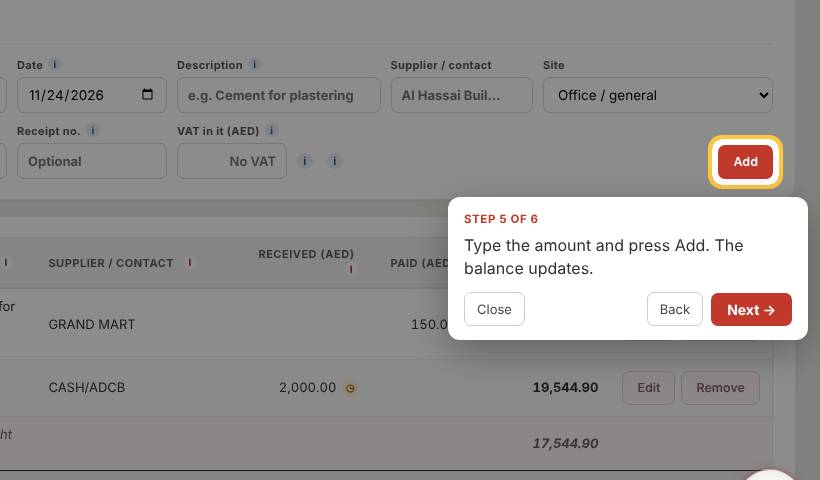 Date i
Description i
Supplier / contact
Site
11/24/2026
e.g. Cement for plastering
Al Hassai Buil...
Office / general
Receipt no. i
VAT in it (AED) i
Optional
No VAT
i i
Add
STEP 5 OF 6
Type the amount and press Add. The
balance updates.
Close
Back
Next →
SUPPLIER / CONTACT
RECEIVED (AED)
PAID (AED
for
GRAND MART
150.0
CASH/ADCB
2,000.00
19,544.90
Edit
Remove
ht
17,544.90